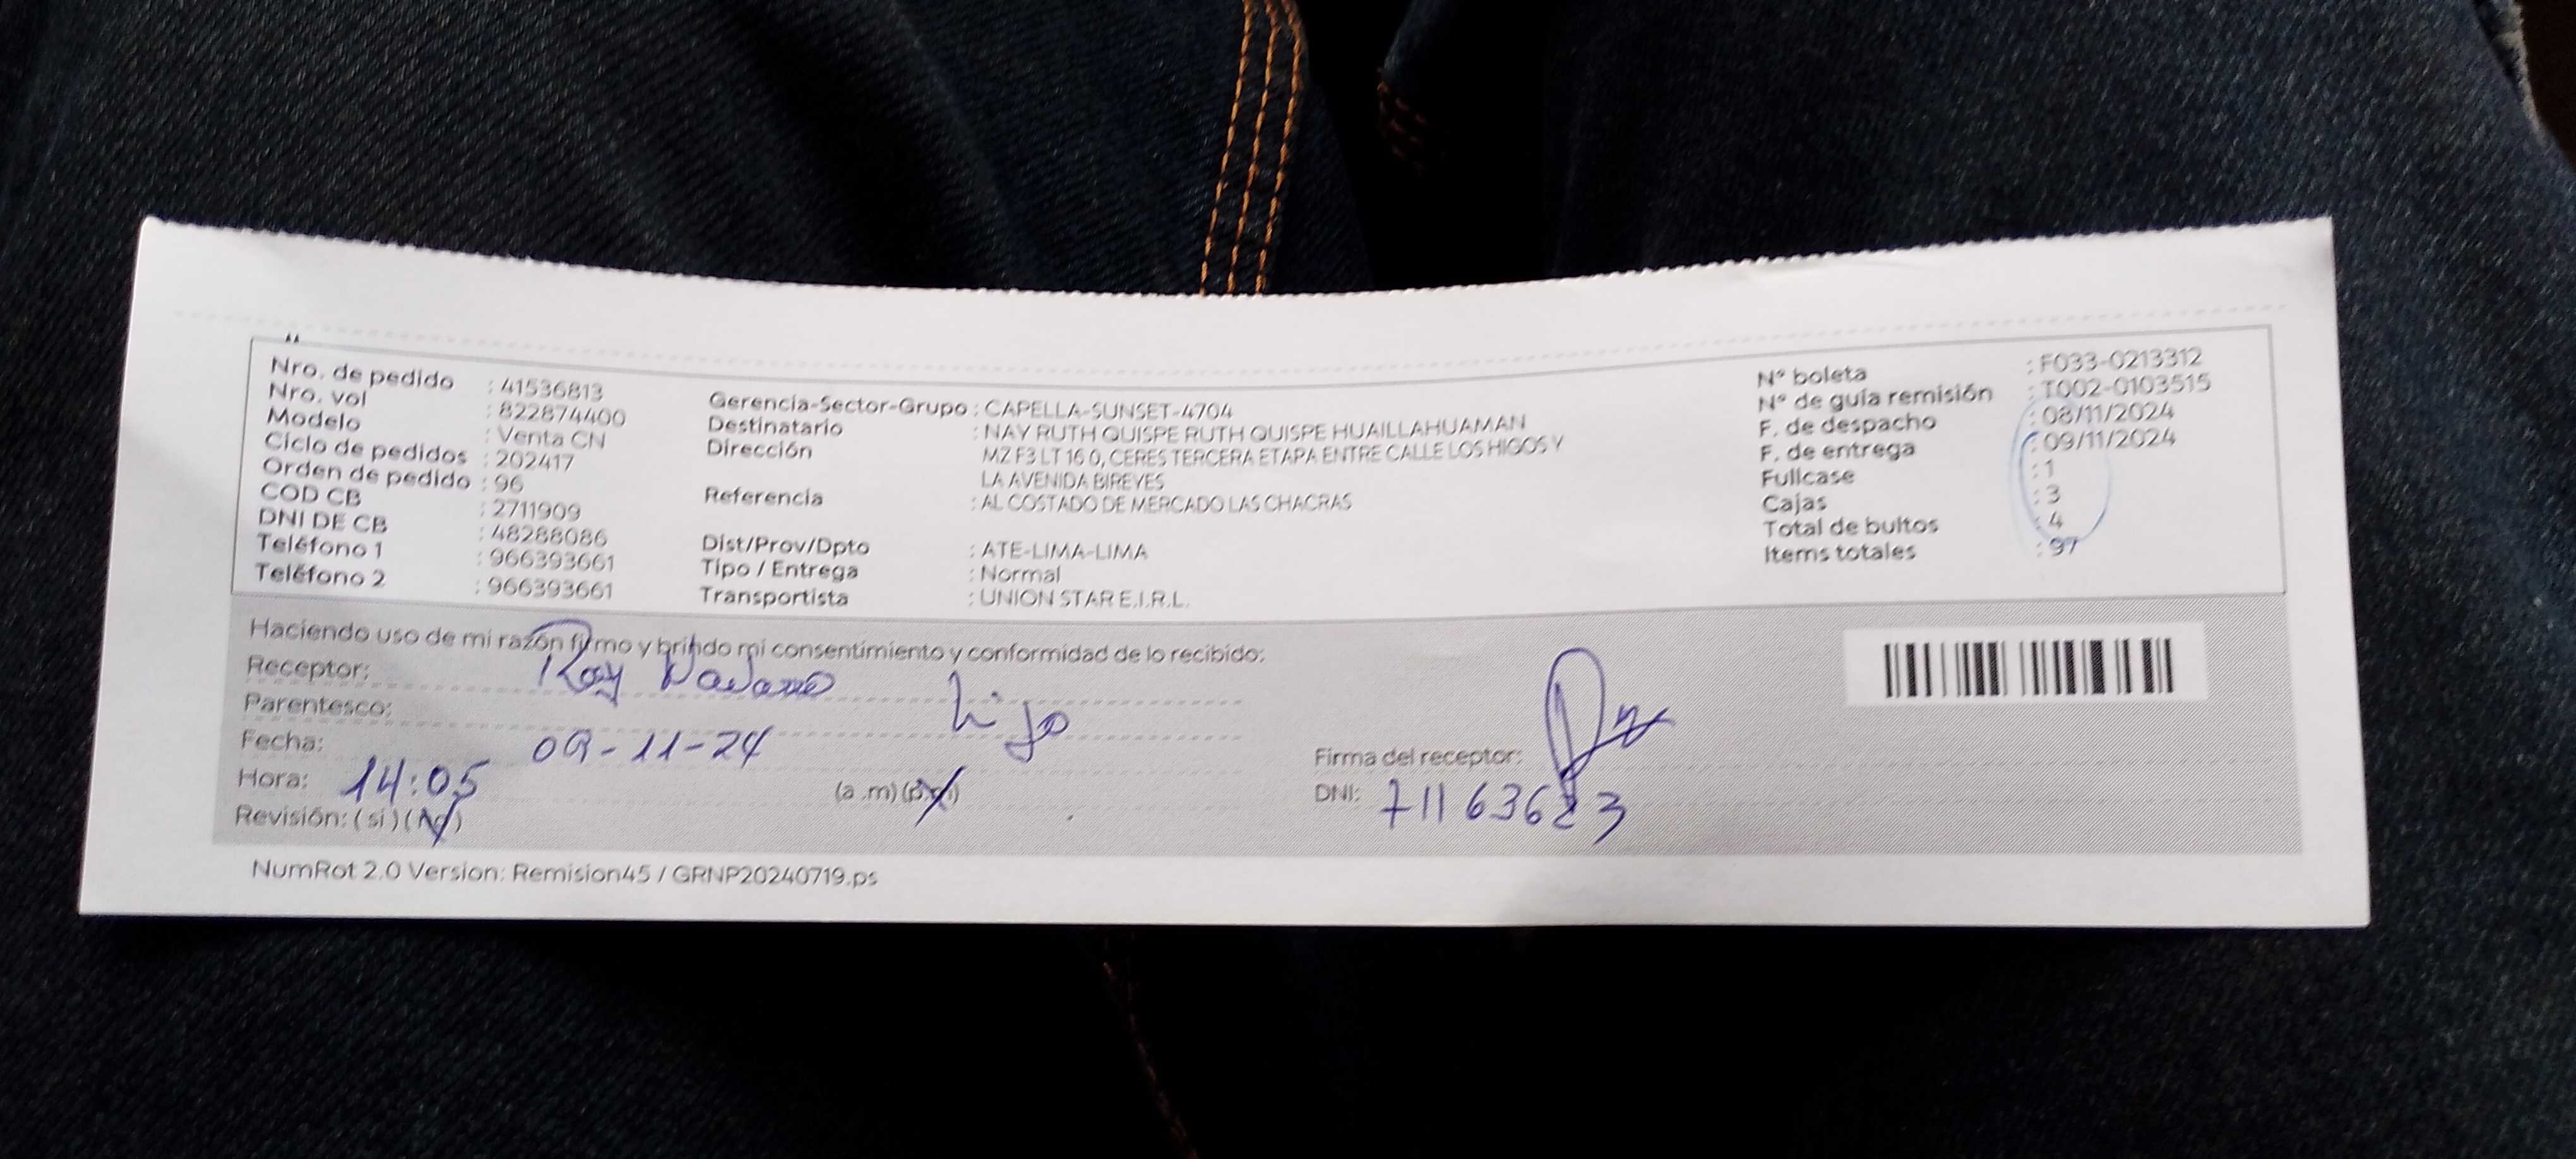 Nro. de pedido : 41536813
Nro. vol : 822874400
Modelo : Venta CN
Ciclo de pedidos : 202417
Orden de pedido : 96
COD CB : 2711909
DNI DE CB : 48288086
Teléfono 1 : 966393661
Teléfono 2 : 966393661
Gerencia-Sector-Grupo : CAPELLA-SUNSET-4704
Destinatario : NAY RUTH QUISPE RUTH QUISPE HUAILLAHUAMAN
Dirección MZ F3 LT 16 0, CERES TERCERA ETAPA ENTRE CALLE LOS HIGOS Y
LA AVENIDA BIREYES
Referencia : AL COSTADO DE MERCADO LAS CHACRAS
Dist/Prov/Dpto : ATE-LIMA-LIMA
Tipo / Entrega : Normal
Transportista : UNION STAR E.I.R.L.
N° boleta : F033-0213312
N° de guía remisión : T002-0103515
F. de despacho : 08/11/2024
F. de entrega : 09/11/2024
Fullcase : 1
Cajas : 3
Total de bultos : 4
Items totales : 97
Haciendo uso de mi razón firmo y brindo mi consentimiento y conformidad de lo recibido:
Receptor: Roy Navarro
Parentesco: hijo
Fecha: 09-11-24
Hora: 14:05 (a .m) (p.m)
Revisión: ( si ) ( no )
Firma del receptor:
DNI: 71163623
NumRot 2.0 Version: Remision45 / GRNP20240719.ps